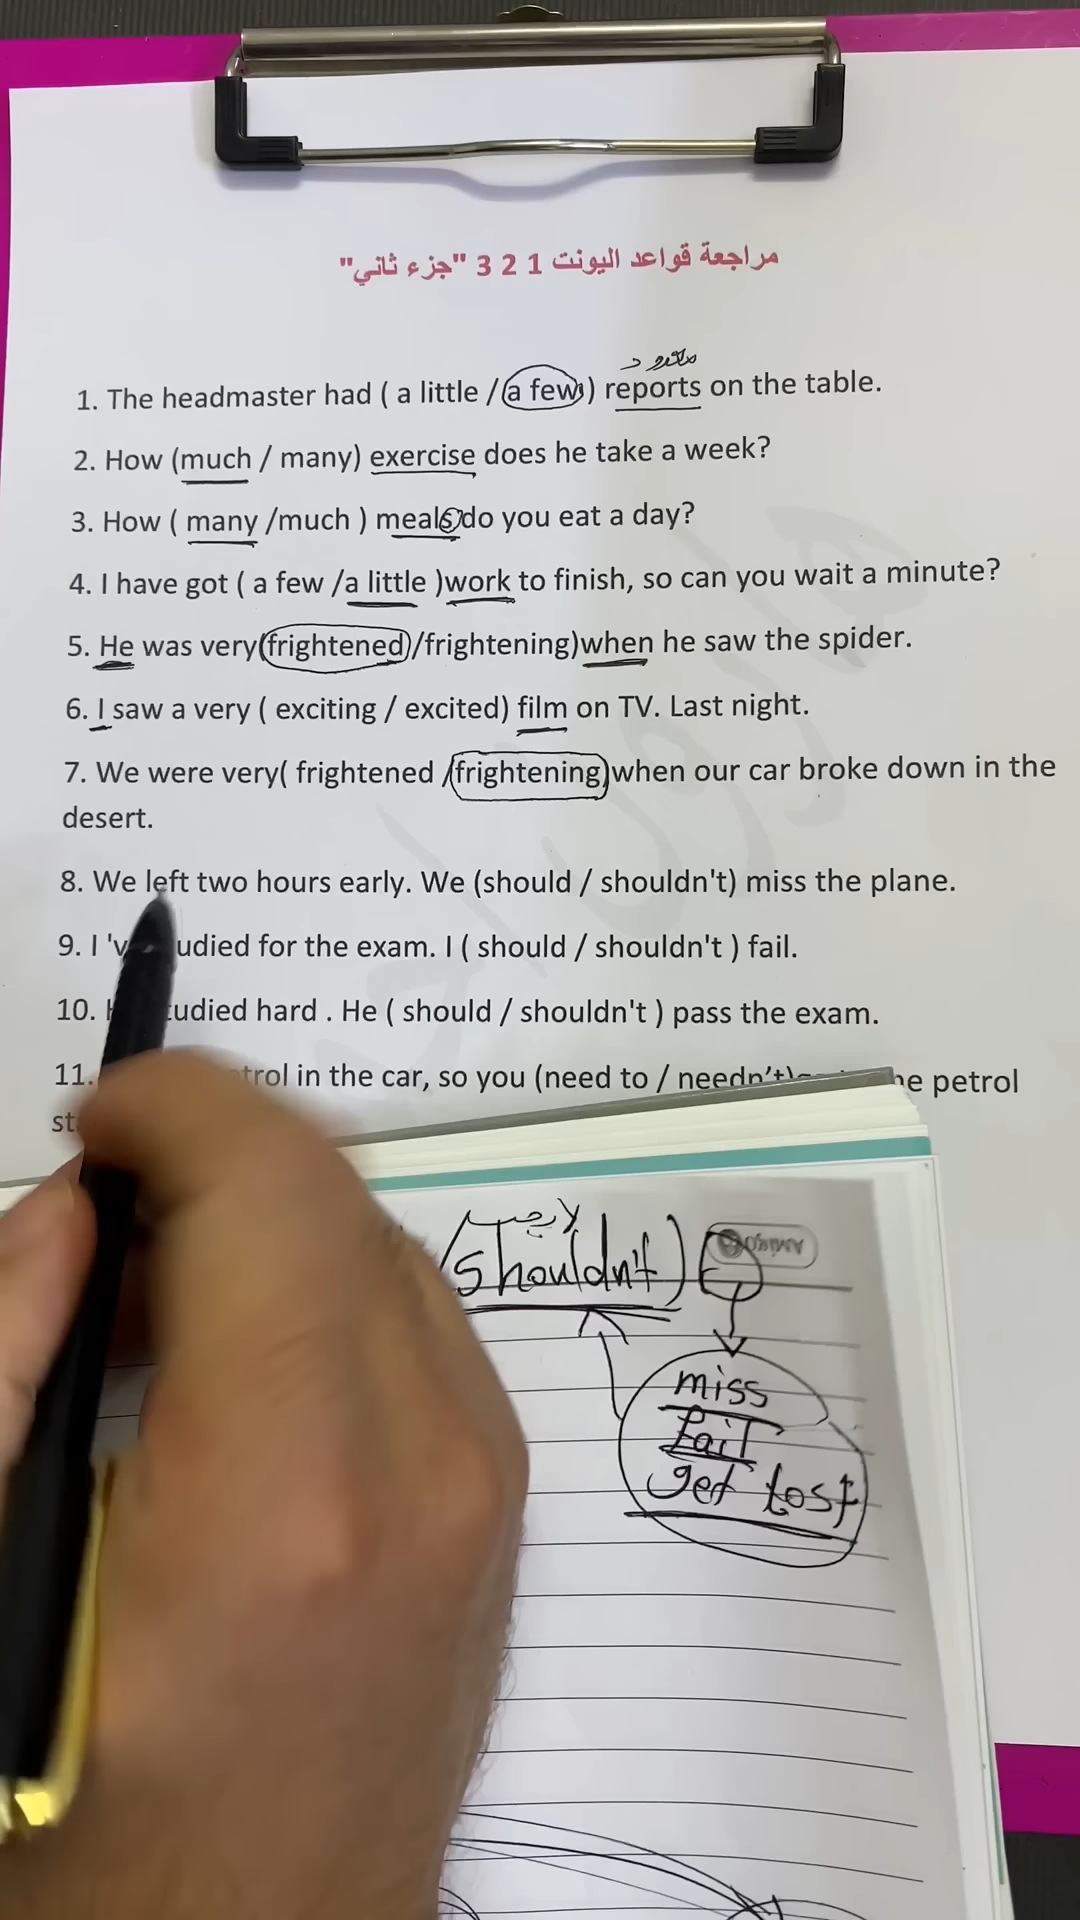 مراجعة قواعد اليونت 1 2 3 "جزء ثاني"
معدود
1. The headmaster had ( a little / a few ) reports on the table.
2. How (much / many) exercise does he take a week?
3. How ( many /much ) meals do you eat a day?
4. I have got ( a few /a little )work to finish, so can you wait a minute?
5. He was very(frightened /frightening)when he saw the spider.
6. I saw a very ( exciting / excited) film on TV. Last night.
7. We were very( frightened /frightening)when our car broke down in the
desert.
8. We left two hours early. We (should / shouldn't) miss the plane.
9. I 'v udied for the exam. I ( should / shouldn't ) fail.
10. tudied hard . He ( should / shouldn't ) pass the exam.
11. trol in the car, so you (need to / needn't) he petrol
st
/shouldn't)
AMIGO
miss
Fail
get lost